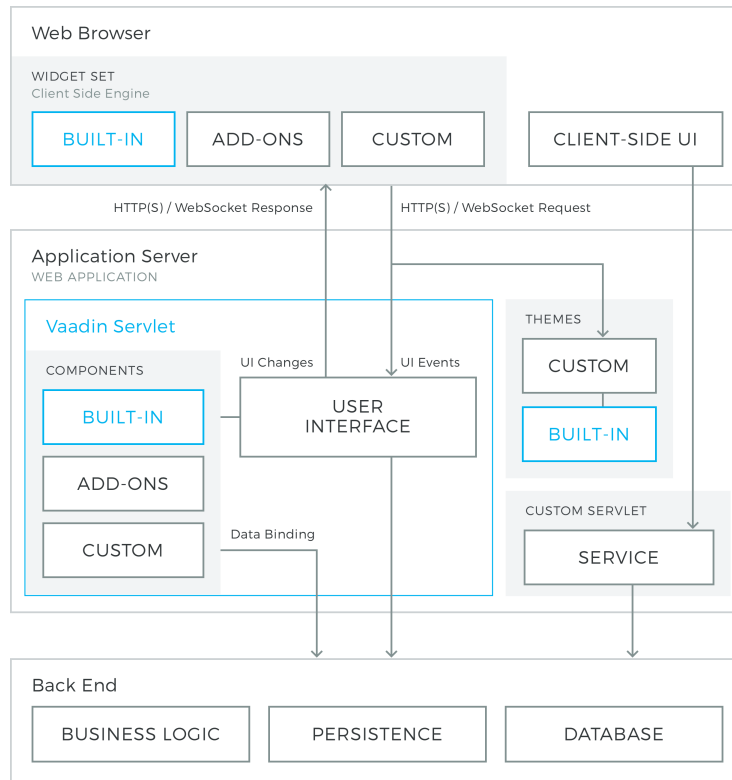 Web Browser
WIDGET SET
Client Side Engine
BUILT-IN
ADD-ONS
CUSTOM
CLIENT-SIDE UI
HTTP(S) / WebSocket Response
HTTP(S) / WebSocket Request
Application Server
WEB APPLICATION
Vaadin Servlet
THEMES
UI Changes
UI Events
COMPONENTS
CUSTOM
BUILT-IN
USER
INTERFACE
BUILT-IN
ADD-ONS
CUSTOM SERVLET
Data Binding
CUSTOM
SERVICE
Back End
BUSINESS LOGIC
PERSISTENCE
DATABASE